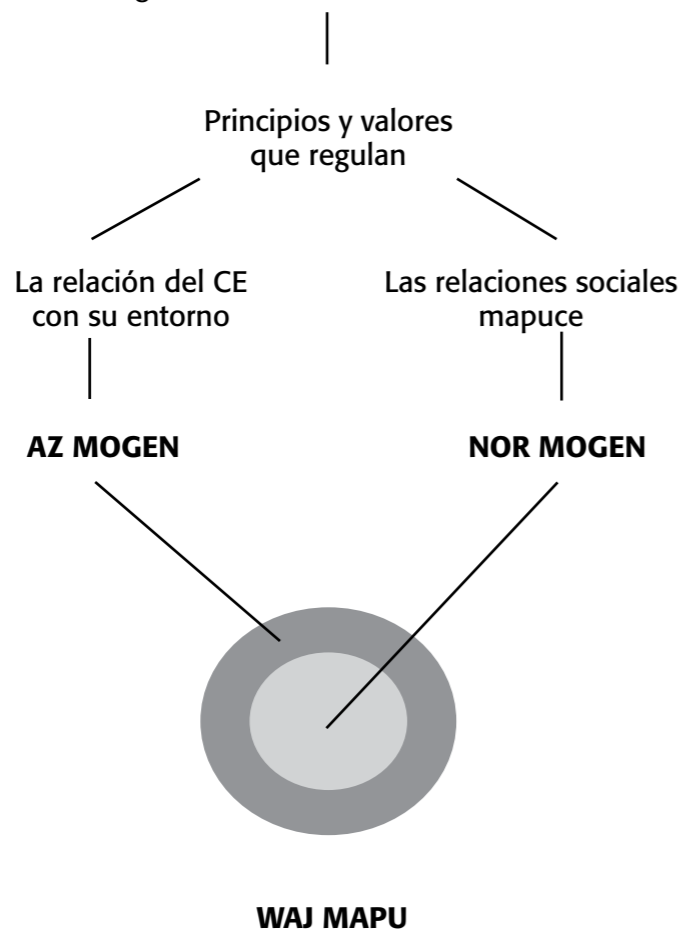 Principios y valores
que regulan
La relación del CE
con su entorno
Las relaciones sociales
mapuce
AZ MOGEN
NOR MOGEN
WAJ MAPU